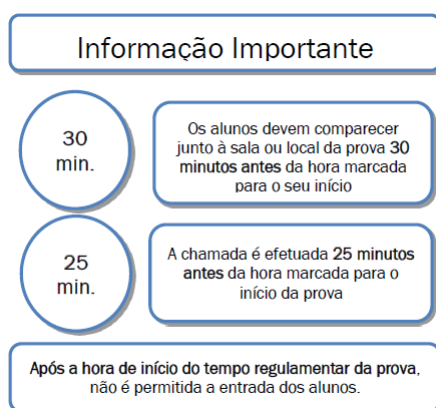 Informação Importante
30
min.
Os alunos devem comparecer
junto à sala ou local da prova 30
minutos antes da hora marcada
para o seu início
25
min.
A chamada é efetuada 25 minutos
antes da hora marcada para o
início da prova
Após a hora de início do tempo regulamentar da prova,
não é permitida a entrada dos alunos.